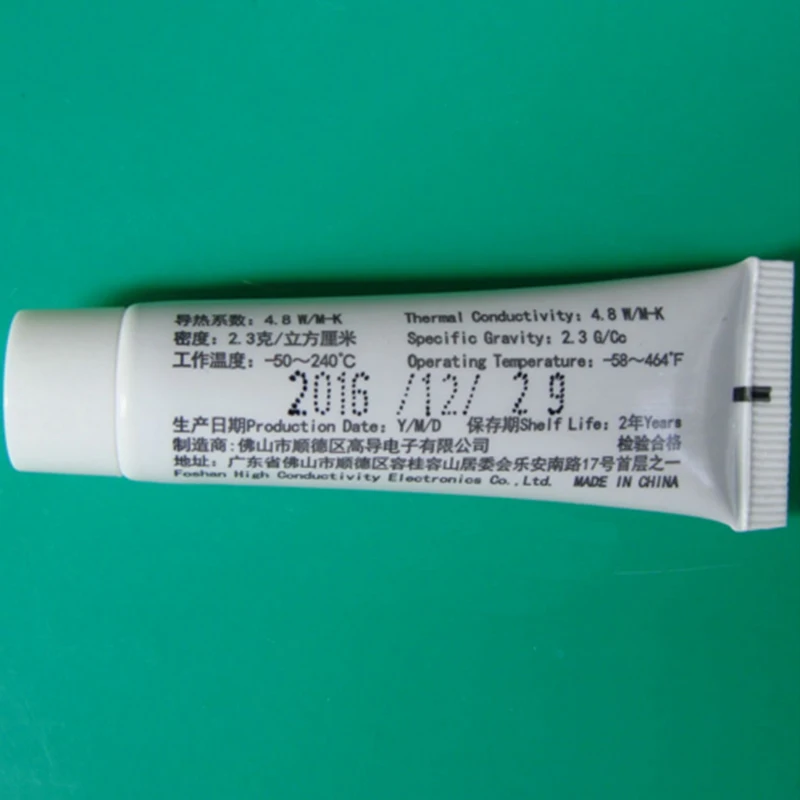 导热系数: 4.8 W/M-K Thermal Conductivity: 4.8 W/M-K
密度: 2.3克/立方厘米 Specific Gravity: 2.3 G/Cc
工作温度: -50～240℃ Operating Temperature: -58～464℉
2016 /12/ 29
生产日期Production Date: Y/M/D 保存期Shelf Life: 2年Years
制造商:佛山市顺德区高导电子有限公司 检验合格
地址: 广东省佛山市顺德区容桂容山居委会乐安南路17号首层之一
Foshan High Conductivity Electronics Co.,Ltd. MADE IN CHINA